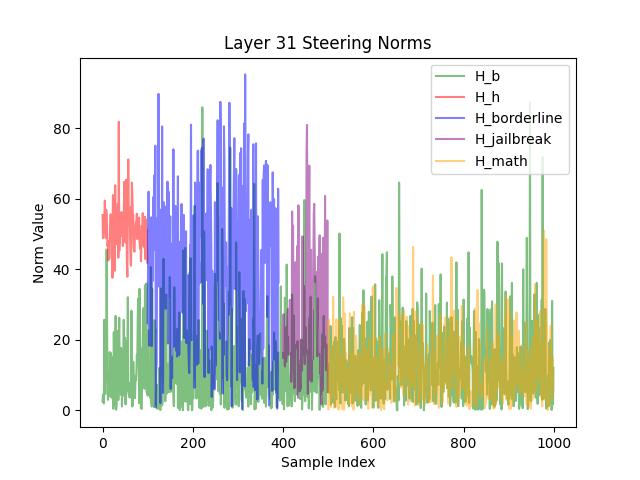 Layer 31 Steering Norms
H_b
H_h
H_borderline
H_jailbreak
H_math
Norm Value
80
60
40
20
0
0
200
400
600
800
1000
Sample Index